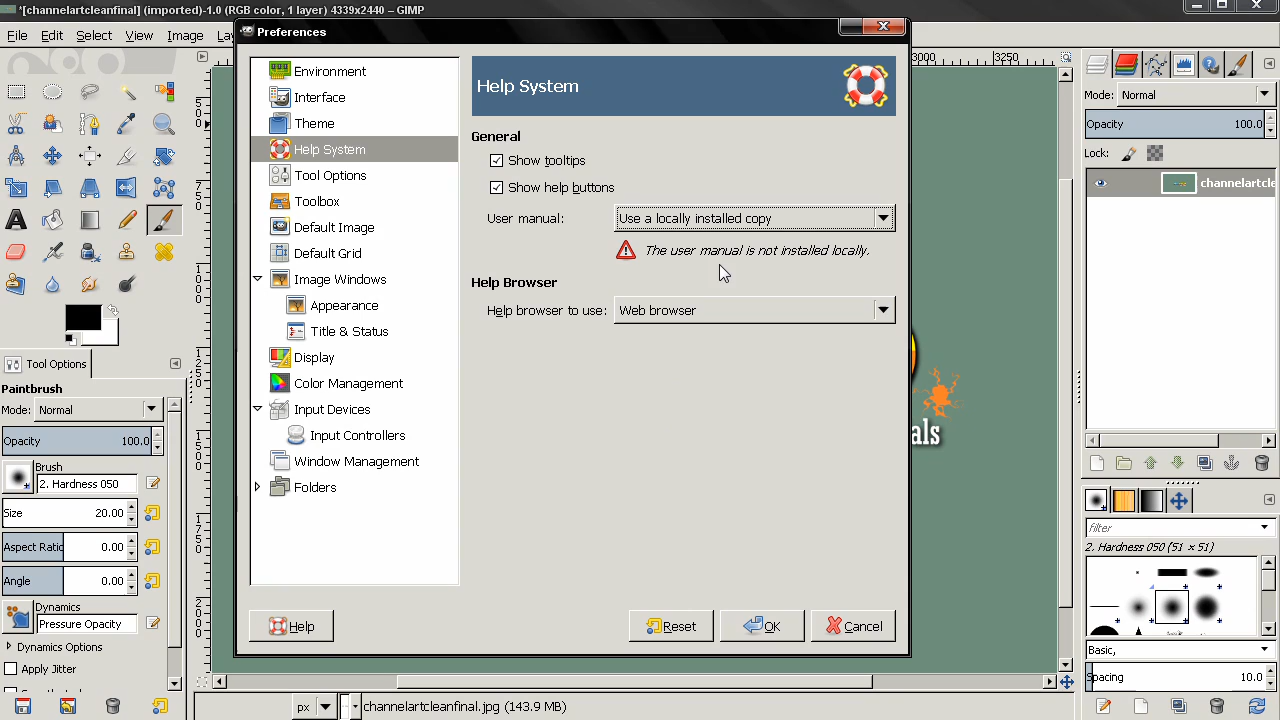 *[channelartcleanfinal] (imported)-1.0 (RGB color, 1 layer) 4339x2440 – GIMP
File Edit Select View Image
Preferences
Environment
Interface
Theme
Help System
Tool Options
Toolbox
Default Image
Default Grid
Image Windows
Appearance
Title & Status
Display
Color Management
Input Devices
Input Controllers
Window Management
Folders
Help System
General
Show tooltips
Show help buttons
User manual: Use a locally installed copy
The user manual is not installed locally.
Help Browser
Help browser to use: Web browser
Help Reset OK Cancel
Tool Options
Paintbrush
Mode: Normal
Opacity 100.0
Brush
2. Hardness 050
Size 20.00
Aspect Ratio 0.00
Angle 0.00
Dynamics
Pressure Opacity
Dynamics Options
Apply Jitter
3000 3250
als
px channelartcleanfinal.jpg (143.9 MB)
Mode: Normal
Opacity 100.0
Lock:
channelartcle
filter
2. Hardness 050 (51 × 51)
Basic,
Spacing 10.0